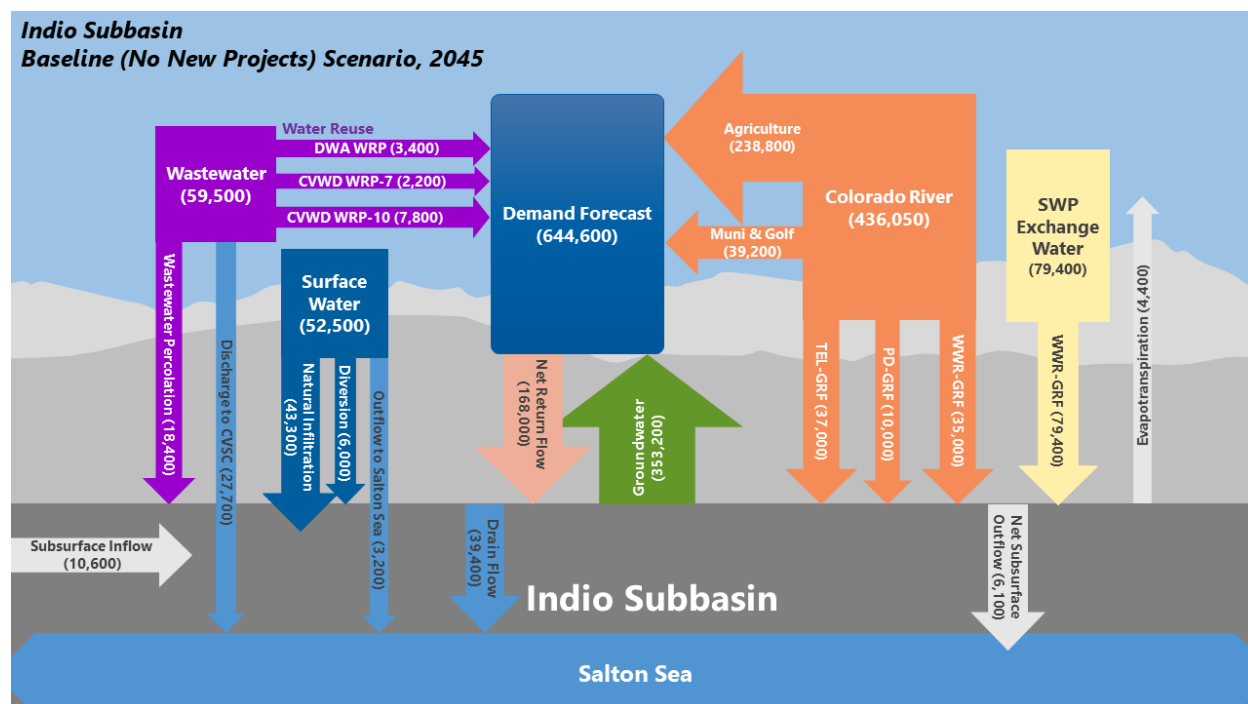 Indio Subbasin
Baseline (No New Projects) Scenario, 2045
Water Reuse
DWA WRP (3,400)
Wastewater
(59,500)
CVWD WRP-7 (2,200)
CVWD WRP-10 (7,800)
Demand Forecast
(644,600)
Agriculture
(238,800)
Colorado River
(436,050)
Muni & Golf
(39,200)
SWP
Exchange
Water
(79,400)
Surface
Water
(52,500)
Wastewater Percolation (18,400)
Discharge to CVSC (27,700)
Natural Infiltration
(43,300)
Diversion (6,000)
Outflow to Salton Sea (3,200)
Net Return Flow
(168,000)
Groundwater
(353,200)
TEL-GRF (37,000)
PD-GRF (10,000)
WWR-GRF (35,000)
WWR-GRF (79,400)
Evapotranspiration (4,400)
Subsurface Inflow
(10,600)
Drain Flow
(39,400)
Net Subsurface
Outflow (6,100)
Indio Subbasin
Salton Sea